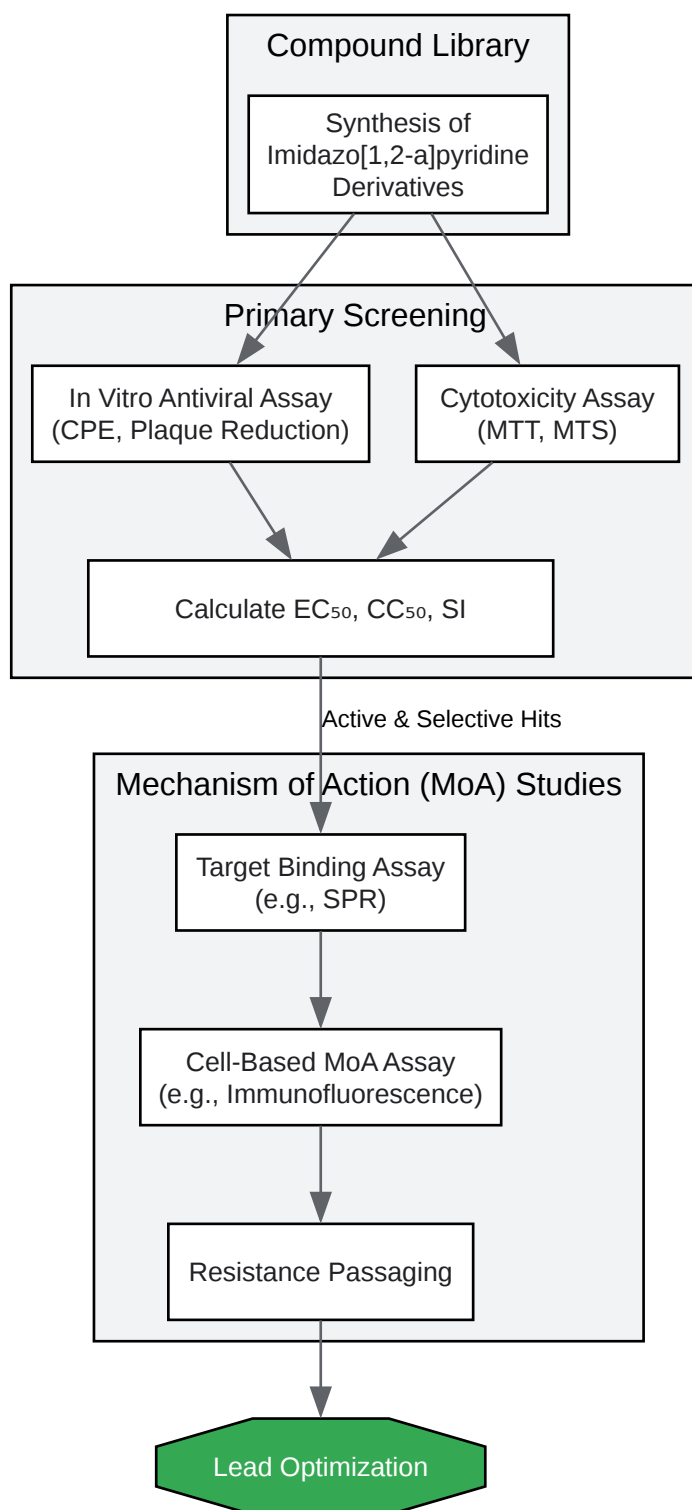 Compound Library
Synthesis of
Imidazo[1,2-a]pyridine
Derivatives
Primary Screening
In Vitro Antiviral Assay
(CPE, Plaque Reduction)
Cytotoxicity Assay
(MTT, MTS)
Calculate EC₅₀, CC₅₀, SI
Active & Selective Hits
Mechanism of Action (MoA) Studies
Target Binding Assay
(e.g., SPR)
Cell-Based MoA Assay
(e.g., Immunofluorescence)
Resistance Passaging
Lead Optimization